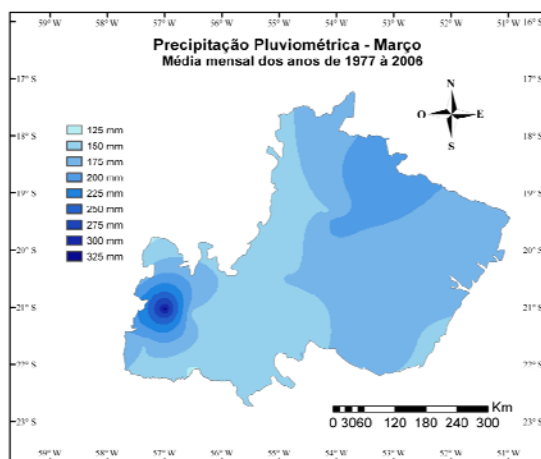 59° W 58° W 57° W 56° W 55° W 54° W 53° W 52° W 51° W
16° S
Precipitação Pluviométrica - Março
Média mensal dos anos de 1977 à 2006
17° S 17° S
N
O E
S
18° S 18° S
125 mm
150 mm
175 mm
200 mm
225 mm
250 mm
275 mm
300 mm
325 mm
19° S 19° S
20° S 20° S
21° S 21° S
22° S 22° S
Km
0 3060 120 180 240 300
23° S 23° S
59° W 58° W 57° W 56° W 55° W 54° W 53° W 52° W 51° W